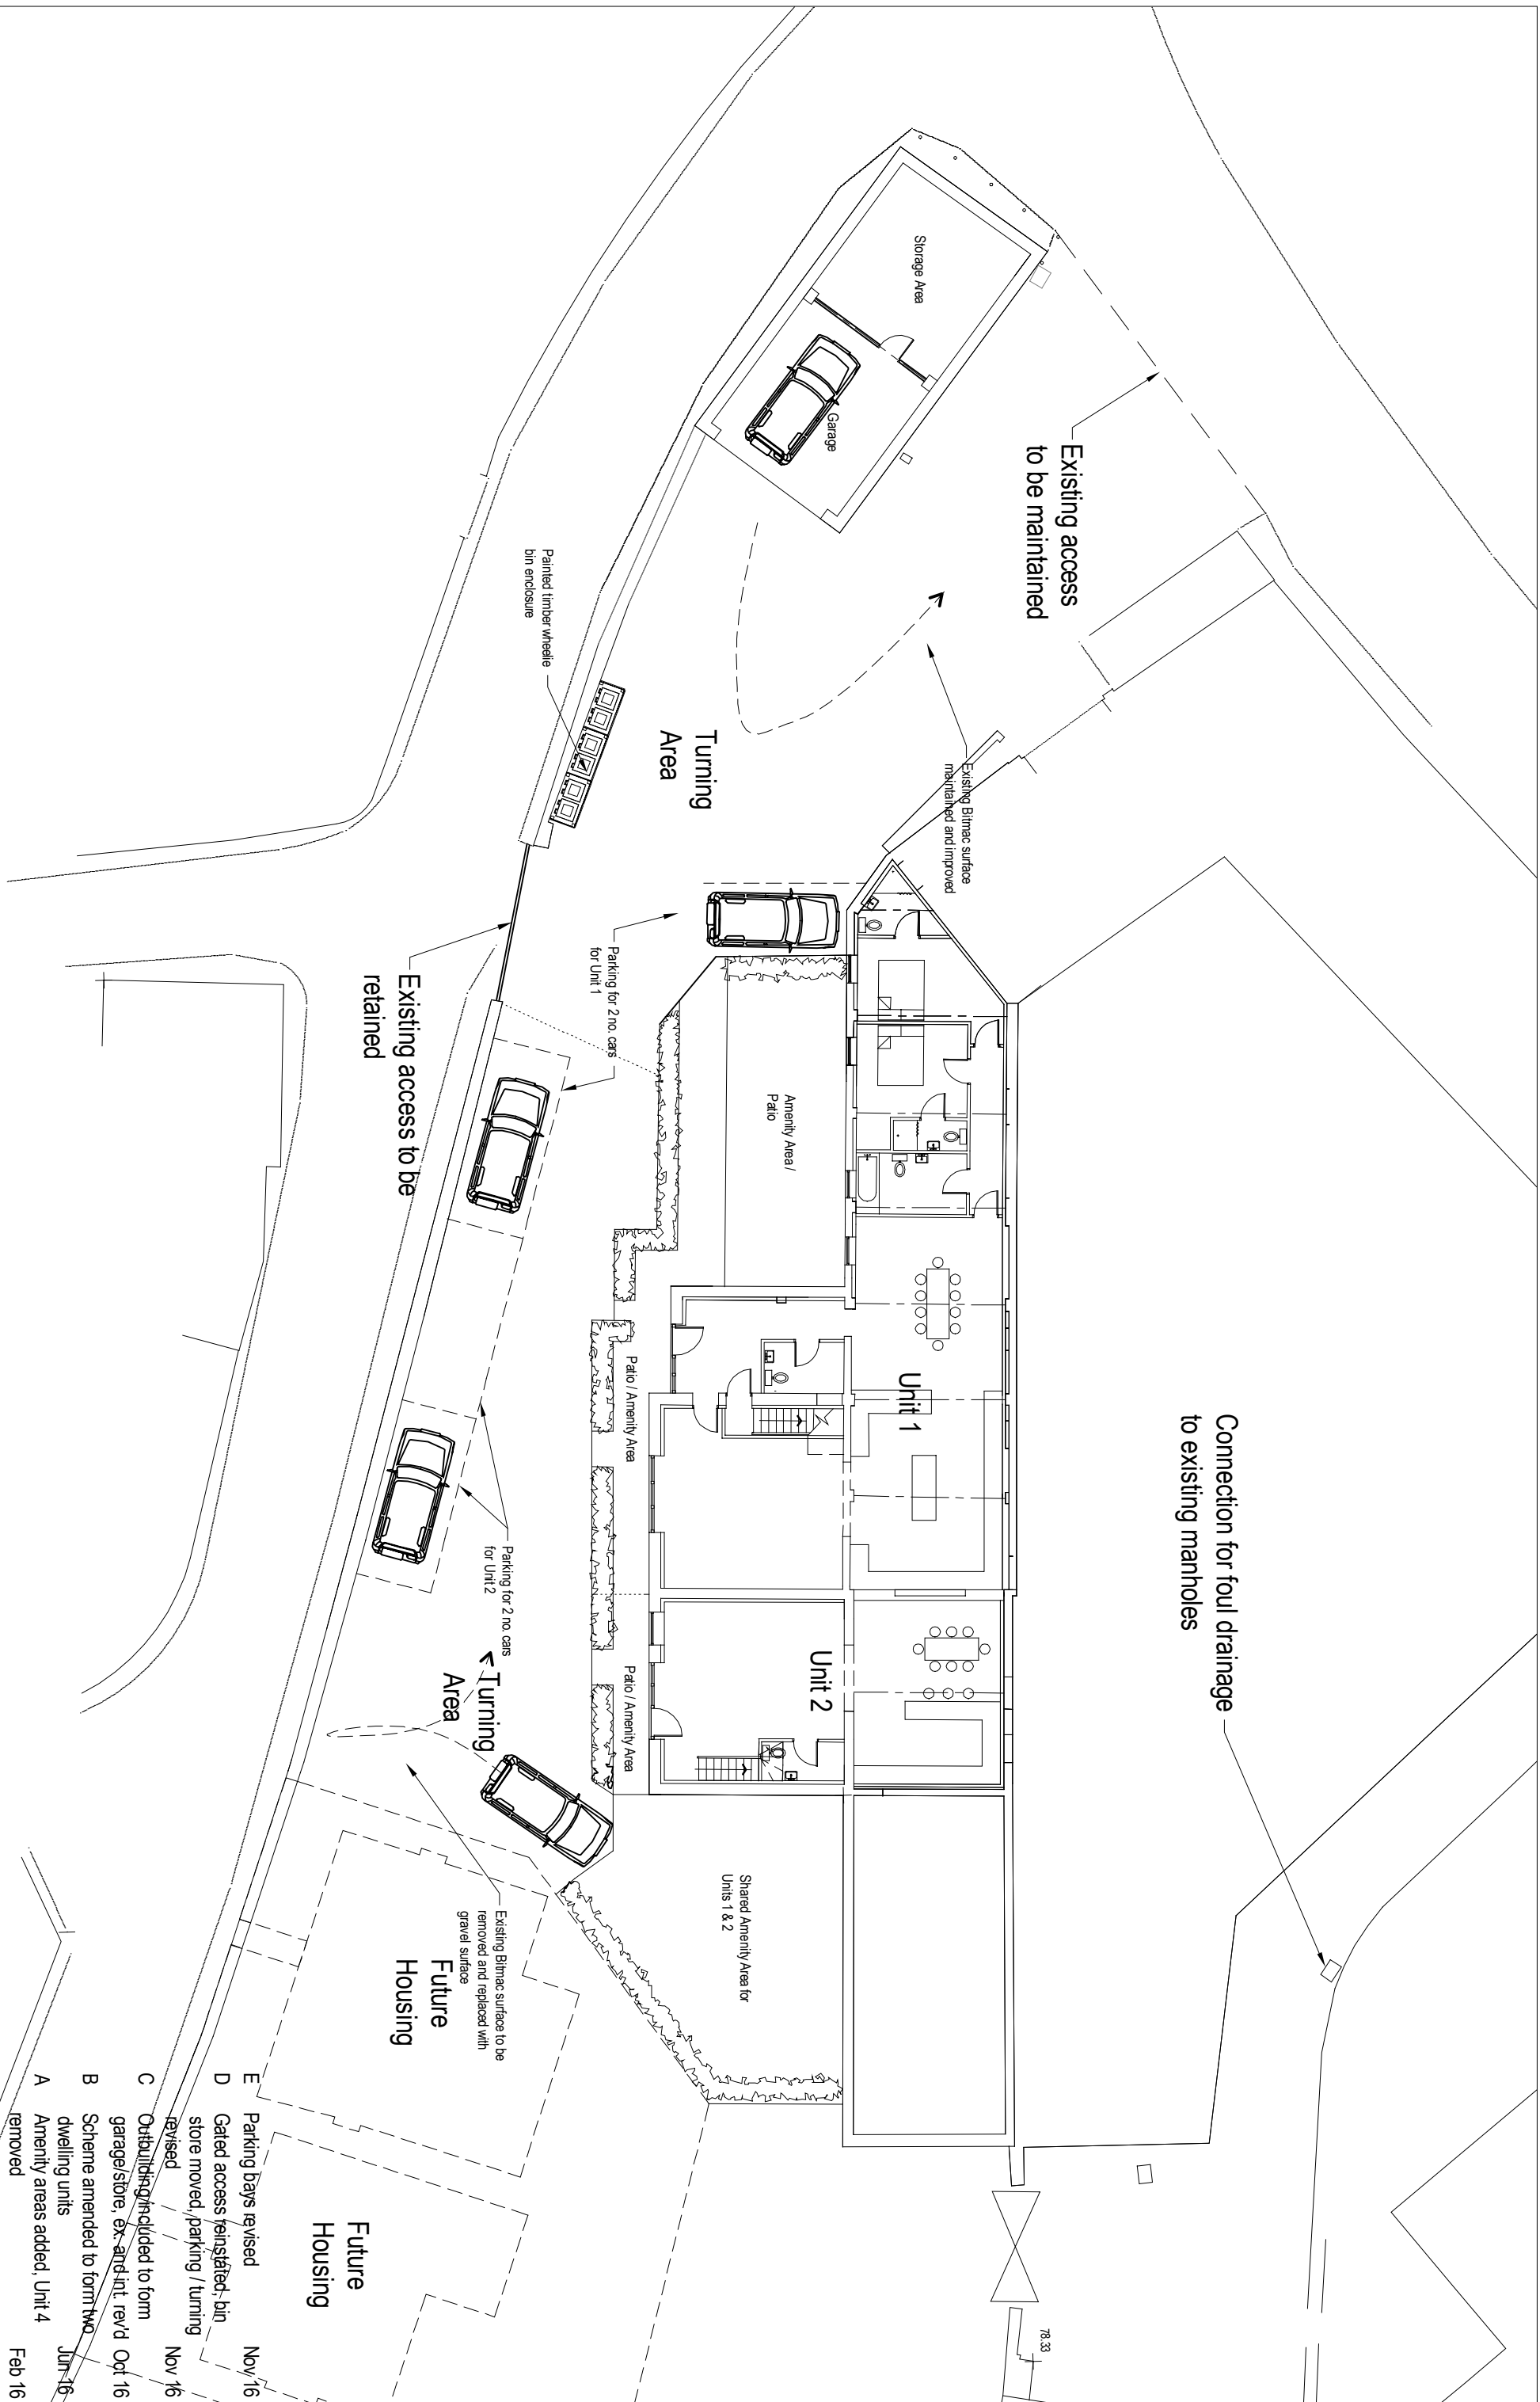 Connection for foul drainage
to existing manholes
Existing access
to be maintained
78.33
Existing Bitmac surface
maintained and improved
Storage Area
Garage
Unit 1
Unit 2
Amenity Area /
Patio
Shared Amenity Area for
Units 1 & 2
Turning
Area
Patio / Amenity Area
Patio / Amenity Area
Parking for 2 no. cars
for Unit 1
Painted timber wheelie
bin enclosure
Parking for 2 no. cars
for Unit 2
Turning
Area
Existing Bitmac surface to be
removed and replaced with
gravel surface
Existing access to be
retained
Future
Housing
Future
Housing
E Parking bays revised Nov 16
D Gated access reinstated, bin
store moved, parking / turning
revised Nov 16
C Outbuilding included to form
garage/store, ex. and int. rev'd Oct 16
B Scheme amended to form two
dwelling units Jun 16
A Amenity areas added, Unit 4
removed Feb 16